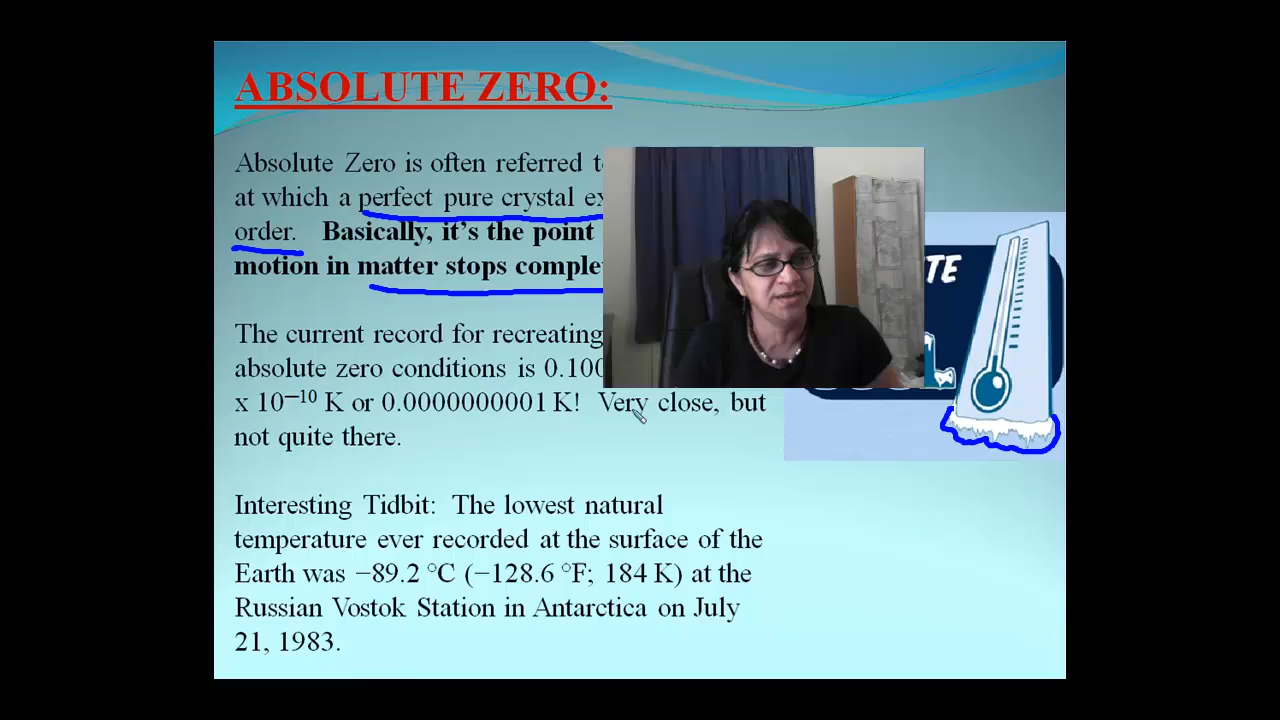 ABSOLUTE ZERO:
Absolute Zero is often referred
at which a perfect pure crystal
order. Basically, it's the point
motion in matter stops
The current record for recreating
absolute zero conditions is 0.100
x 10⁻¹⁰ K or 0.0000000001 K! Very close, but
not quite there.
Interesting Tidbit: The lowest natural
temperature ever recorded at the surface of the
Earth was −89.2 °C (−128.6 °F; 184 K) at the
Russian Vostok Station in Antarctica on July
21, 1983.